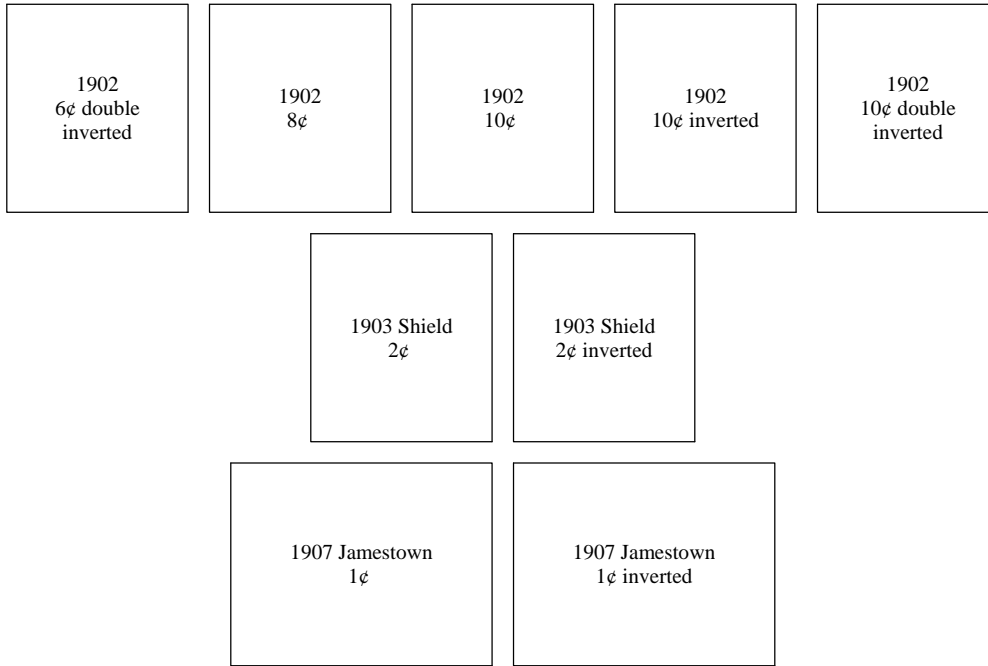 1902
6¢ double
inverted
1902
8¢
1902
10¢
1902
10¢ inverted
1902
10¢ double
inverted
1903 Shield
2¢
1903 Shield
2¢ inverted
1907 Jamestown
1¢
1907 Jamestown
1¢ inverted